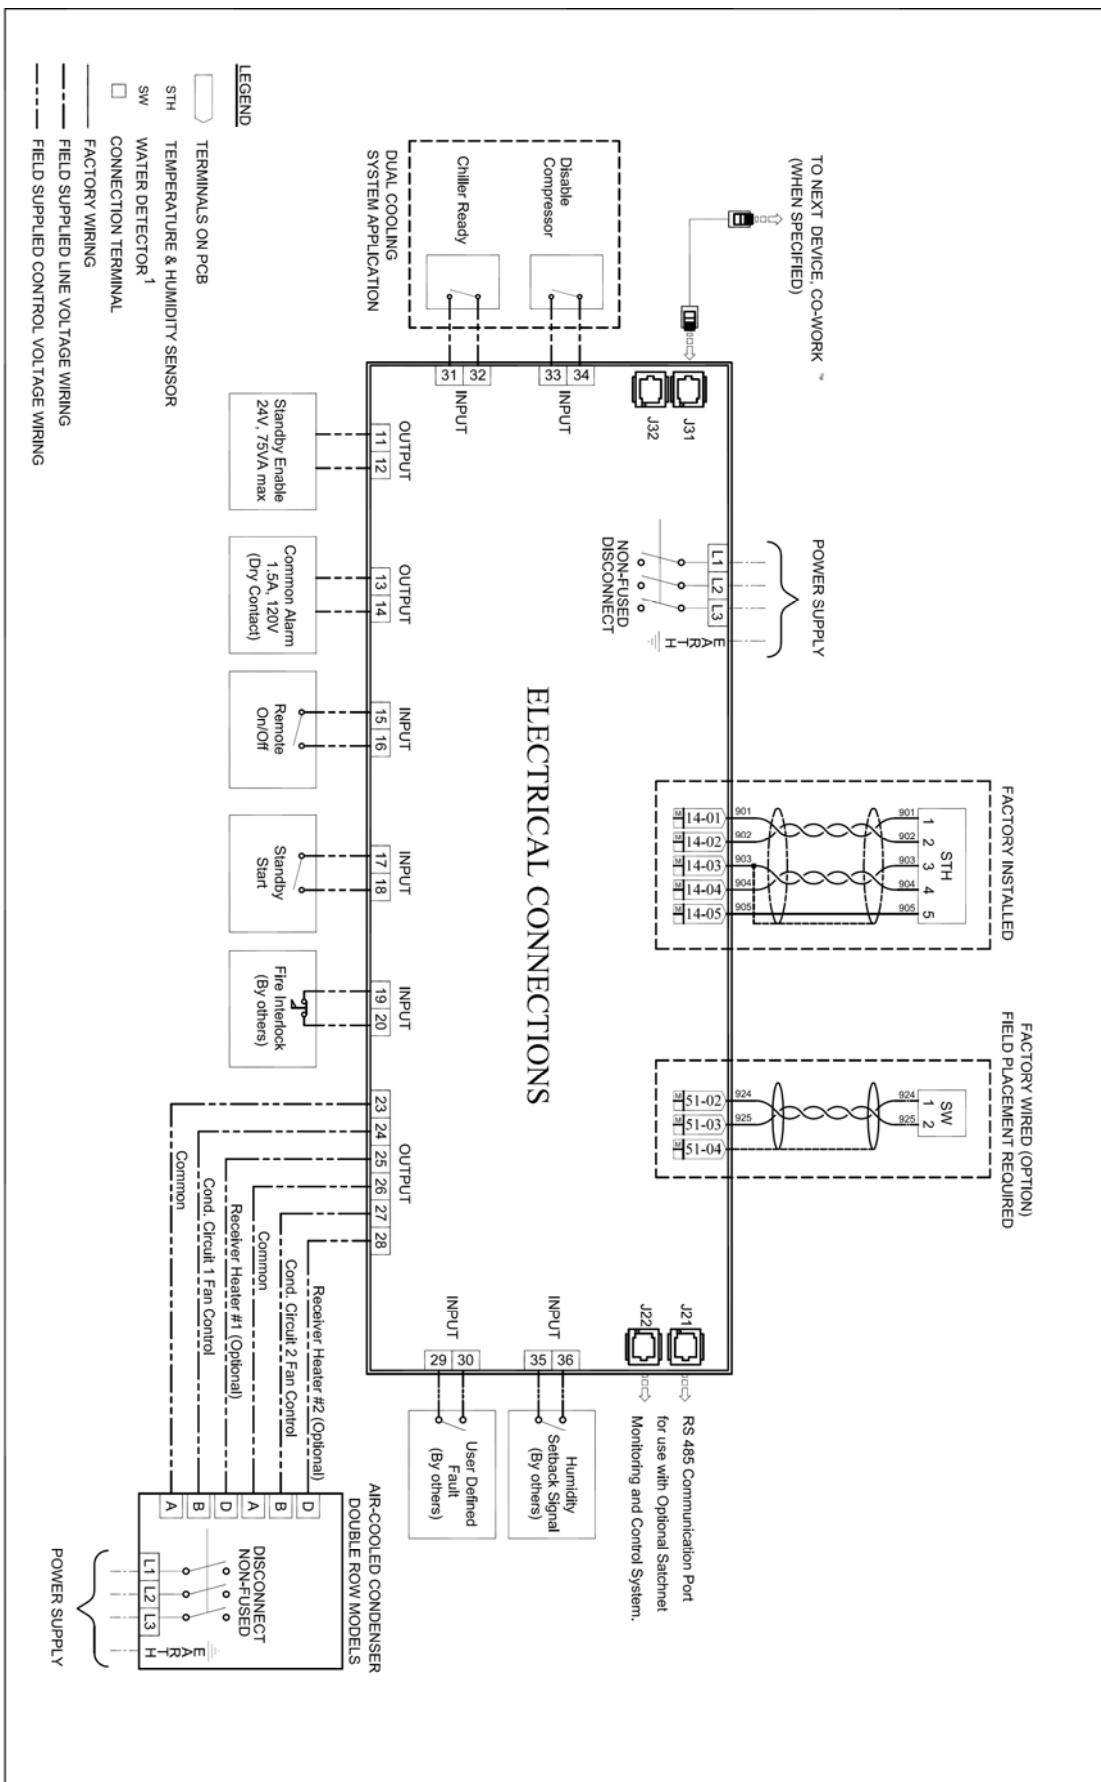 TO NEXT DEVICE, CO-WORK ™
(WHEN SPECIFIED)
POWER SUPPLY
FACTORY INSTALLED
FACTORY WIRED (OPTION)
FIELD PLACEMENT REQUIRED
STH
1 2 3 4 5
901 902 903 904 905
901 902 903 904 905
14-01 14-02 14-03 14-04 14-05
SW
1 2
924 925
924 925
51-02 51-03 51-04
L1 L2 L3
EARTH
NON-FUSED
DISCONNECT
J31
J32
J21
J22
RS 485 Communication Port
for use with Optional Satchnet
Monitoring and Control System.
ELECTRICAL CONNECTIONS
Disable
Compressor
34
33
INPUT
Chiller Ready
32
31
INPUT
DUAL COOLING
SYSTEM APPLICATION
36
35
INPUT
Humidity
Setback Signal
(By others)
30
29
INPUT
User Defined
Fault
(By others)
OUTPUT
11 12
Standby Enable
24V, 75VA max
OUTPUT
13 14
Common Alarm
1.5A, 120V
(Dry Contact)
INPUT
15 16
Remote
On/Off
INPUT
17 18
Standby
Start
INPUT
19 20
Fire Interlock
(By others)
OUTPUT
23 24 25 26 27 28
Receiver Heater #2 (Optional)
Cond. Circuit 2 Fan Control
Common
Receiver Heater #1 (Optional)
Cond. Circuit 1 Fan Control
Common
AIR-COOLED CONDENSER
DOUBLE ROW MODELS
D
B
A
D
B
A
DISCONNECT
NON-FUSED
L1 L2 L3
EARTH
POWER SUPPLY
LEGEND
TERMINALS ON PCB
STH TEMPERATURE & HUMIDITY SENSOR
SW WATER DETECTOR 1
CONNECTION TERMINAL
FACTORY WIRING
FIELD SUPPLIED LINE VOLTAGE WIRING
FIELD SUPPLIED CONTROL VOLTAGE WIRING